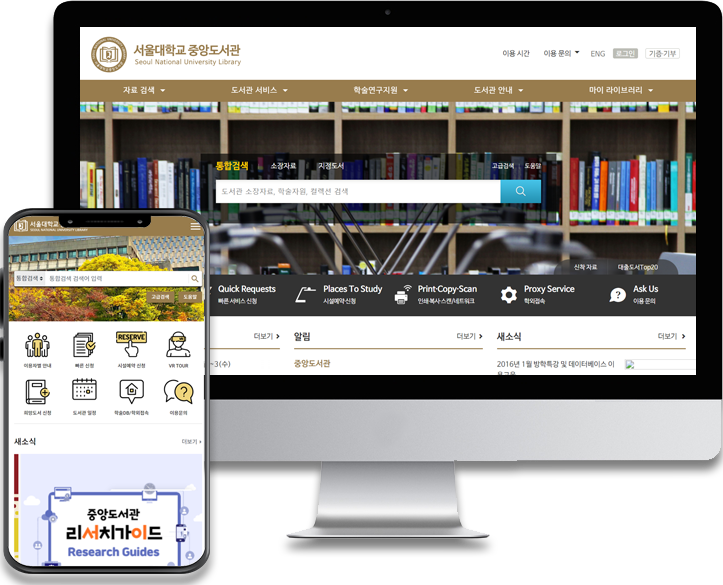 서울대학교 중앙도서관
Seoul National University Library
이용 시간 이용·문의 ENG 로그인 기증·기부
자료 검색 도서관 서비스 학술연구지원 도서관 안내 마이 라이브러리
통합검색 소장자료 지정도서 고급검색 도움말
도서관 소장자료, 학술자원, 컬렉션 검색
신착 자료 대출도서Top20
Quick Requests
빠른 서비스 신청
Places To Study
시설예약·신청
Print·Copy·Scan
인쇄·복사·스캔/네트워크
Proxy Service
학외접속
Ask Us
이용 문의
더보기
알림 더보기
새소식 더보기
~3(수)
중앙도서관
2016년 1월 방학특강 및 데이터베이스 이
서울대학교
SEOUL NATIONAL UNIVERSITY LIBRARY
통합검색 통합검색 검색어 입력
고급검색 도움말
RESERVE
이용자별 안내 빠른 신청 시설예약 신청 VR TOUR
희망도서 신청 도서관 일정 학술DB/학외접속 이용문의
새소식 더보기
중앙도서관
리서치가이드
Research Guides